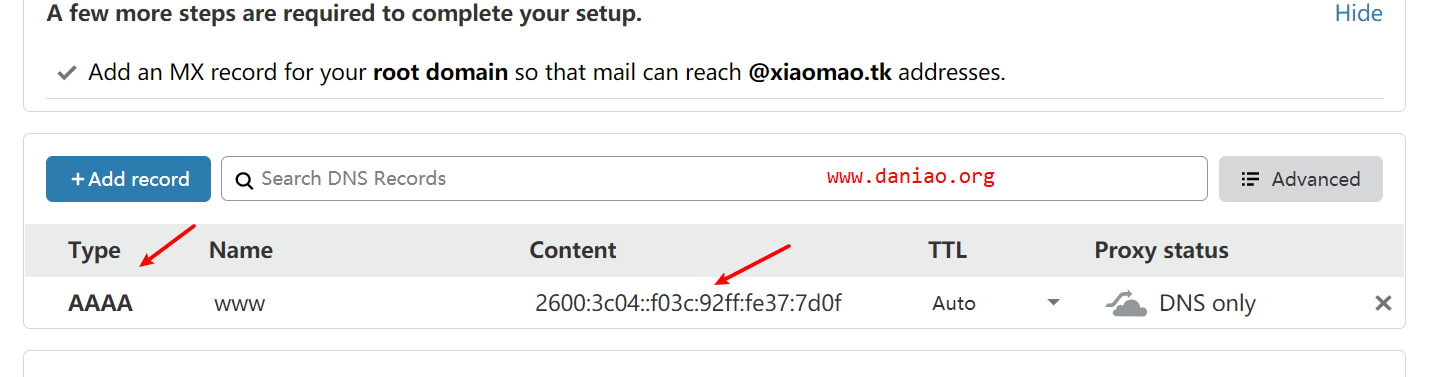 A few more steps are required to complete your setup.
Hide
Add an MX record for your root domain so that mail can reach @xiaomao.tk addresses.
+Add record
Search DNS Records
www.daniao.org
Advanced
Type Name Content TTL Proxy status
AAAA www 2600:3c04::f03c:92ff:fe37:7d0f Auto DNS only